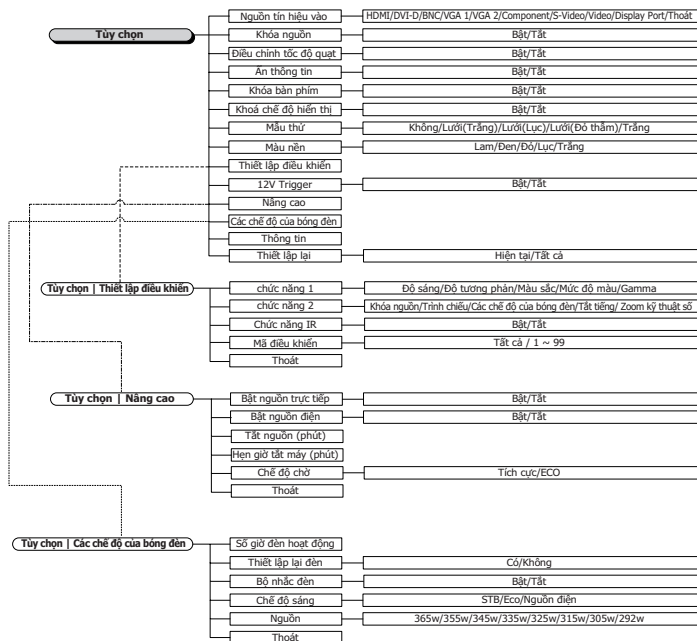 Nguồn tín hiệu vào HDMI/DVI-D/BNC/VGA 1/VGA 2/Component/S-Video/Video/Display Port/Thoát
Tùy chọn Khóa nguồn Bật/Tắt
Điều chỉnh tốc độ quạt Bật/Tắt
Ẩn thông tin Bật/Tắt
Khóa bàn phím Bật/Tắt
Khoá chế độ hiển thị Bật/Tắt
Mẫu thử Không/Lưới(Trắng)/Lưới(Lục)/Lưới(Đỏ thắm)/Trắng
Màu nền Lam/Đen/Đỏ/Lục/Trắng
Thiết lập điều khiển
12V Trigger Bật/Tắt
Nâng cao
Các chế độ của bóng đèn
Thông tin
Thiết lập lại Hiện tại/Tất cả
Tùy chọn | Thiết lập điều khiển chức năng 1 Độ sáng/Độ tương phản/Màu sắc/Mức độ màu/Gamma
chức năng 2 Khóa nguồn/Trình chiếu/Các chế độ của bóng đèn/Tắt tiếng/ Zoom kỹ thuật số
Chức năng IR Bật/Tắt
Mã điều khiển Tất cả / 1 ~ 99
Thoát
Tùy chọn | Nâng cao Bật nguồn trực tiếp Bật/Tắt
Bật nguồn điện Bật/Tắt
Tắt nguồn (phút)
Hẹn giờ tắt máy (phút)
Chế độ chờ Tích cực/ECO
Thoát
Tùy chọn | Các chế độ của bóng đèn Số giờ đèn hoạt động
Thiết lập lại đèn Có/Không
Bộ nhắc đèn Bật/Tắt
Chế độ sáng STB/Eco/Nguồn điện
Nguồn 365w/355w/345w/335w/325w/315w/305w/292w
Thoát